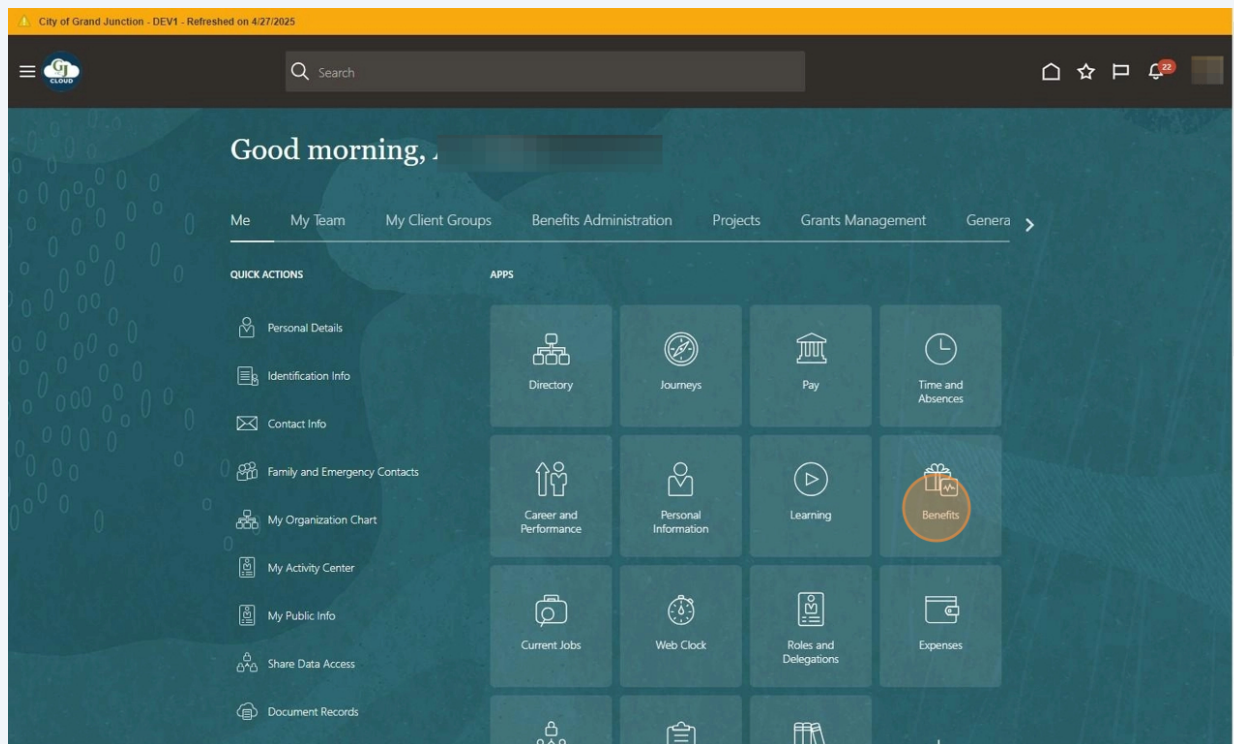 City of Grand Junction - DEV1 - Refreshed on 4/27/2025
GJ
CLOUD
Search
22
Good morning,
Me
My Team
My Client Groups
Benefits Administration
Projects
Grants Management
Genera
QUICK ACTIONS
APPS
Personal Details
Identification Info
Contact Info
Family and Emergency Contacts
My Organization Chart
My Activity Center
My Public Info
Share Data Access
Document Records
Directory
Journeys
Pay
Time and
Absences
Career and
Performance
Personal
Information
Learning
Benefits
Current Jobs
Web Clock
Roles and
Delegations
Expenses